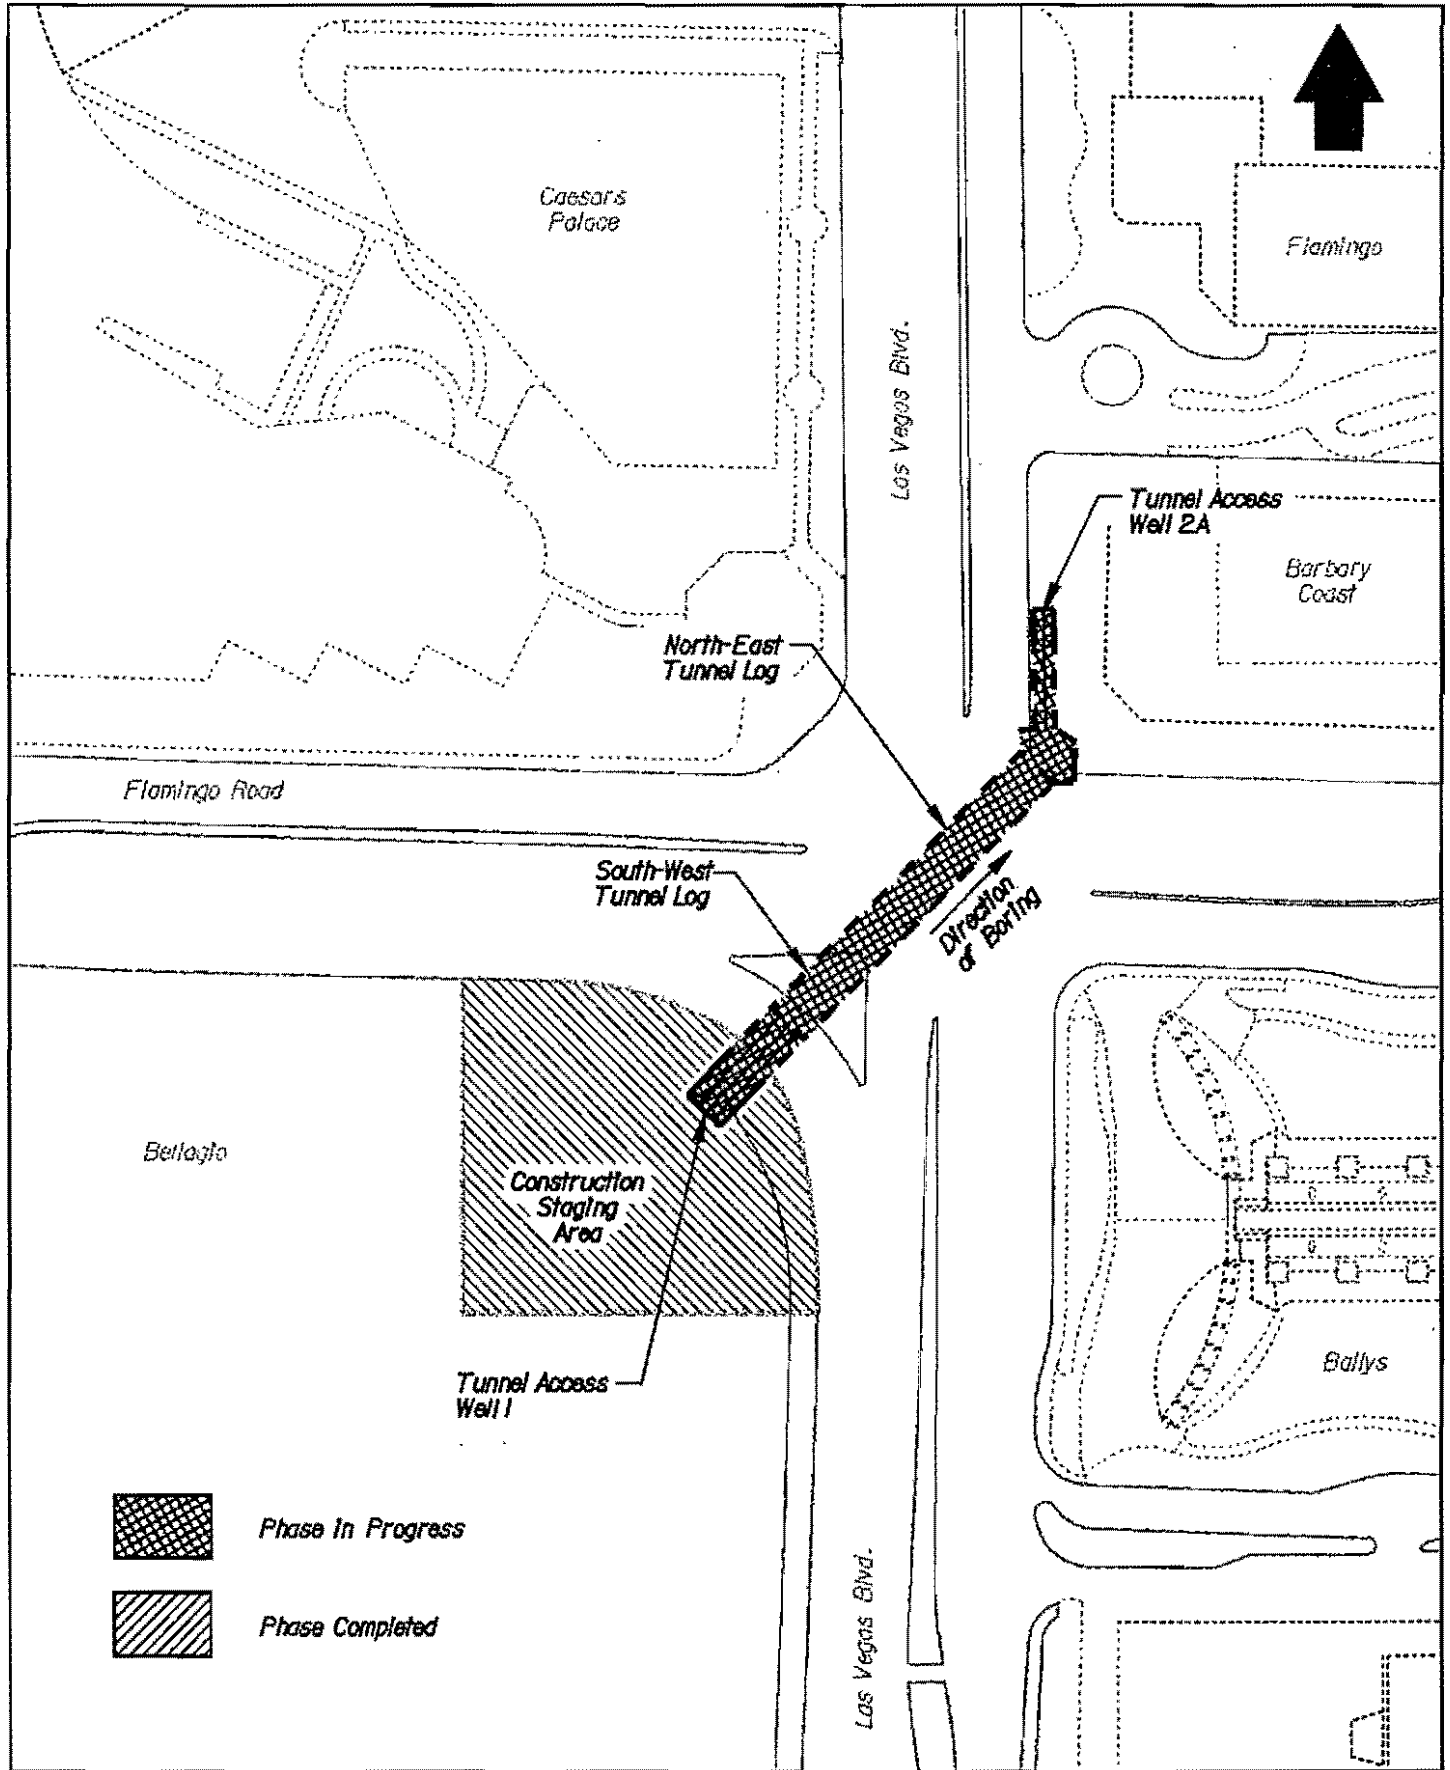 Caesars
Palace
Flamingo
Las Vegas Blvd.
Tunnel Access
Well 2A
Barbary
Coast
North-East
Tunnel Log
Flamingo Road
South-West
Tunnel Log
Direction
of Boring
Bellagio
Construction
Staging
Area
Ballys
Tunnel Access
Well 1
Phase In Progress
Phase Completed
Las Vegas Blvd.